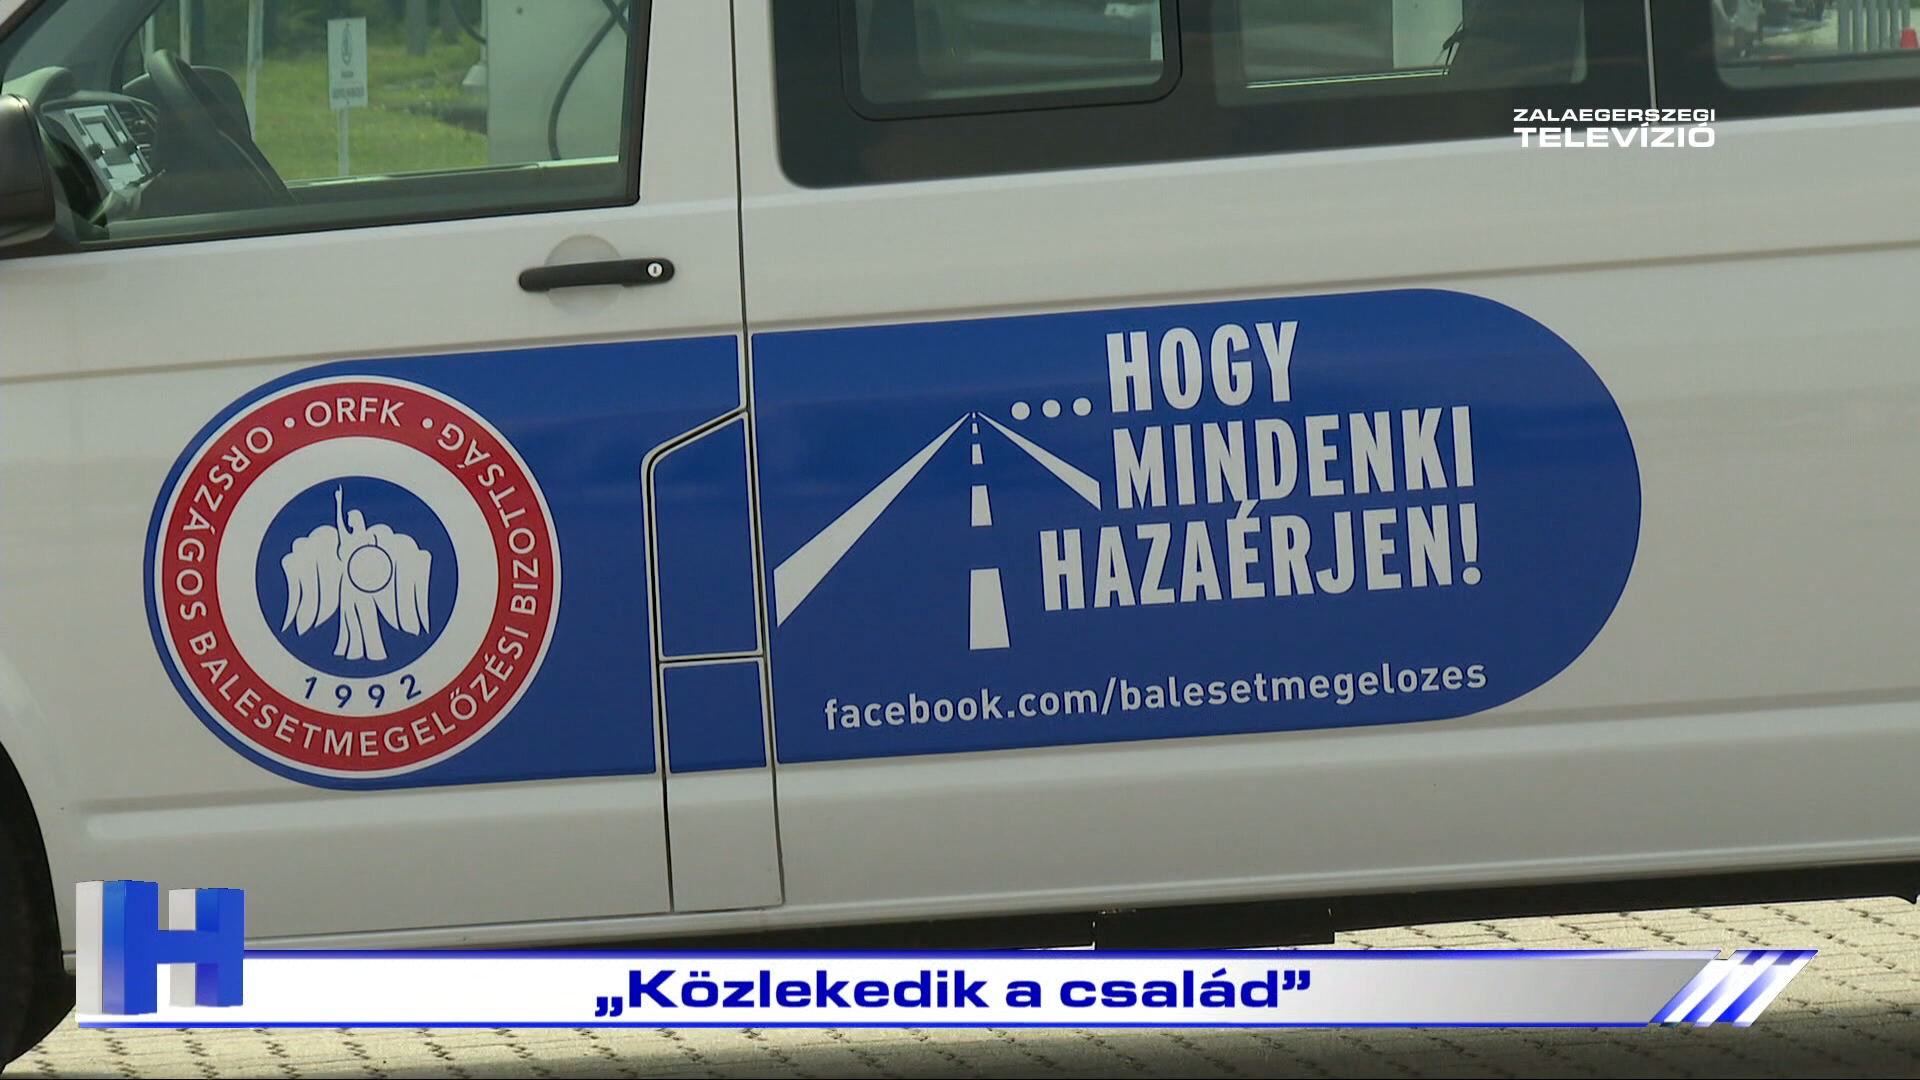 ZALAEGERSZEGI
TELEVÍZIÓ
...HOGY
MINDENKI
HAZAÉRJEN!
facebook.com/balesetmegelozes
• ORFK •
ORSZÁGOS BALESETMEGELŐZÉSI BIZOTTSÁG
1992
H
„Közlekedik a család”